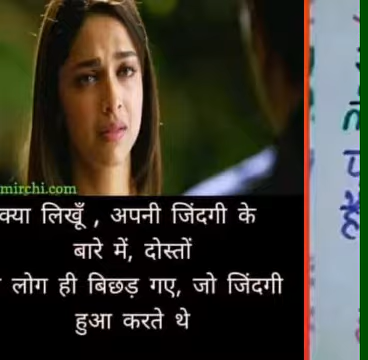 mirchi.com
क्या लिखूँ , अपनी जिंदगी के
बारे में, दोस्तों
लोग ही बिछड़ गए, जो जिंदगी
हुआ करते थे